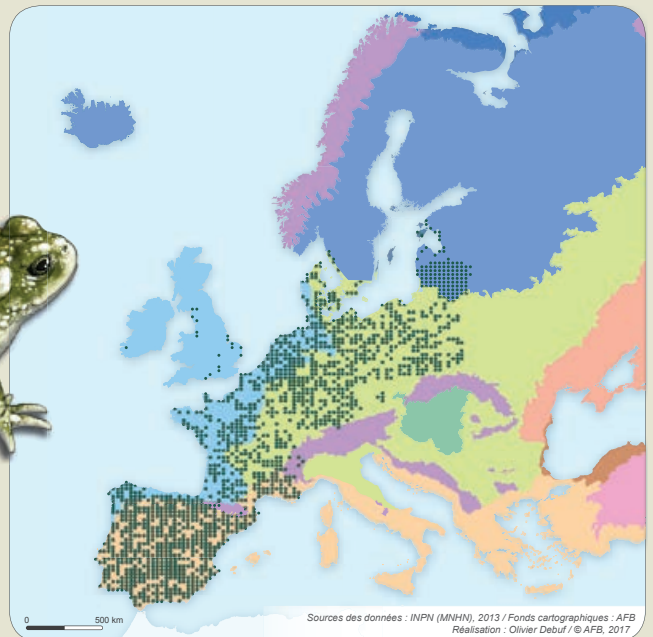 0 500 km
Sources des données : INPN (MNHN), 2013 / Fonds cartographiques : AFB
Réalisation : Olivier Debuf / © AFB, 2017